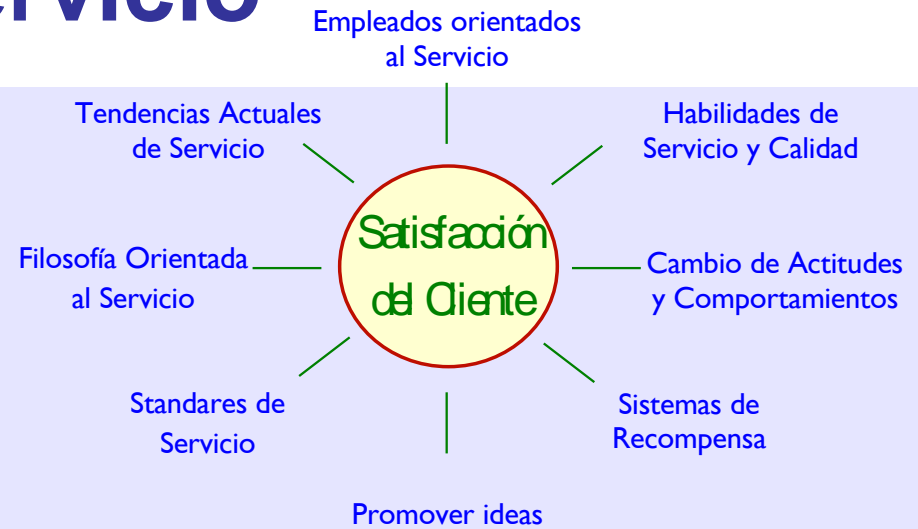 Empleados orientados
al Servicio
Tendencias Actuales
de Servicio
Habilidades de
Servicio y Calidad
Satisfacción
del Cliente
Filosofía Orientada
al Servicio
Cambio de Actitudes
y Comportamientos
Standares de
Servicio
Sistemas de
Recompensa
Promover ideas